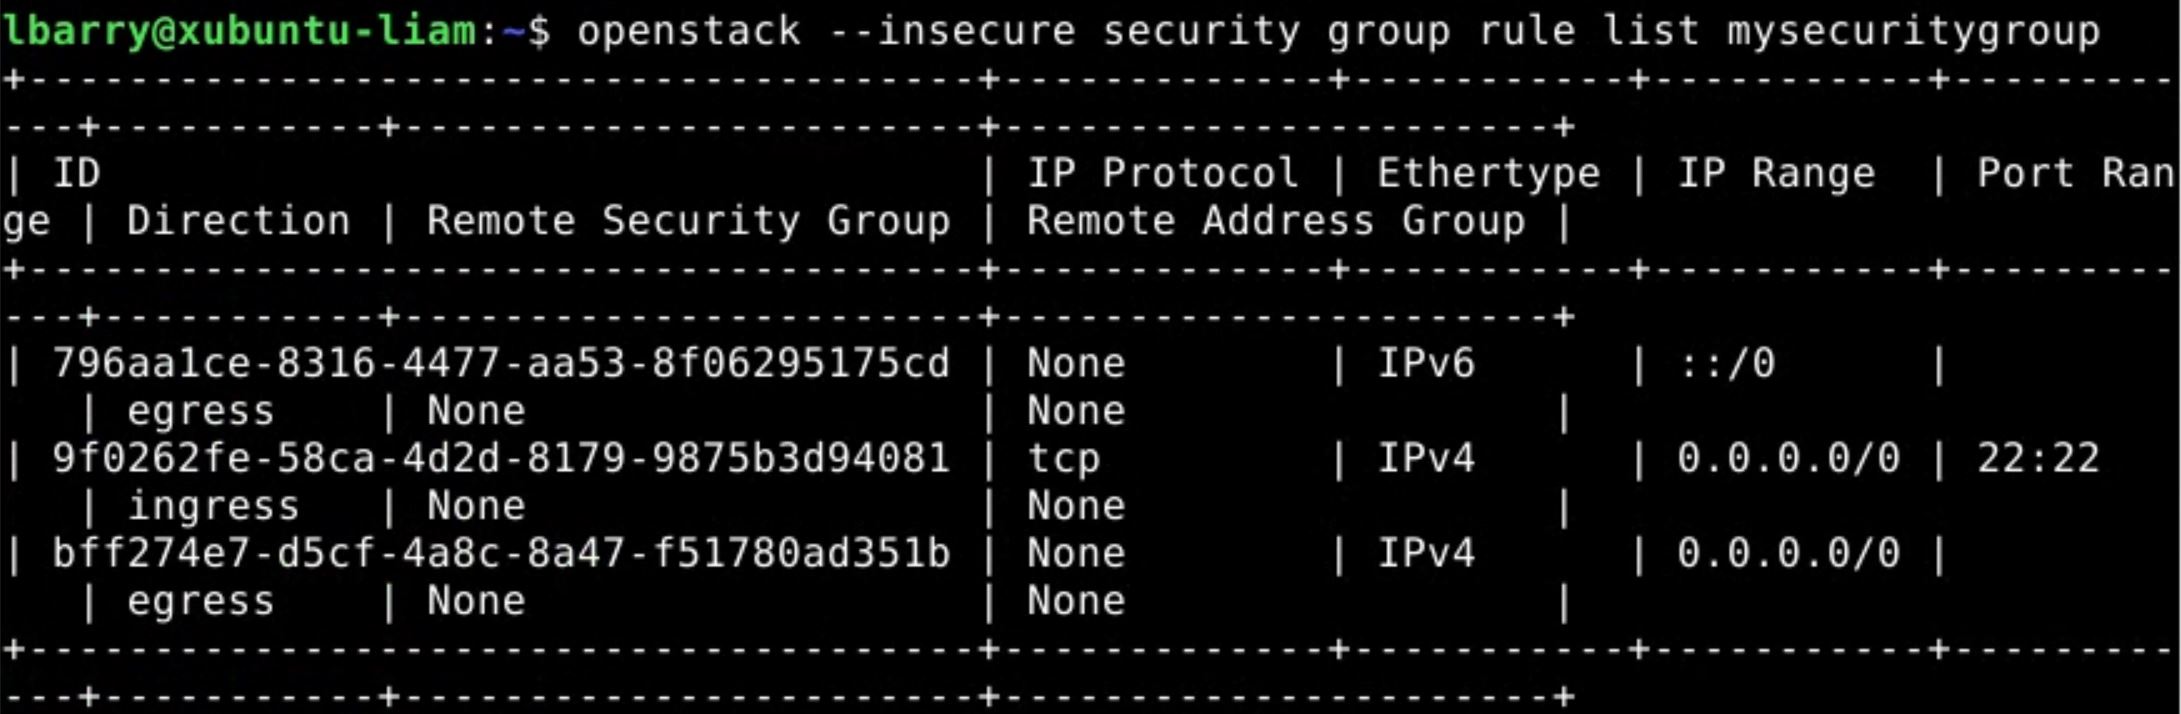 lbarry@xubuntu-liam:~$ openstack --insecure security group rule list mysecuritygroup
+--------------------------------------+-------------+-----------+-----------+---------
---+-----------+-----------------------+----------------------+
| ID                                   | IP Protocol | Ethertype | IP Range  | Port Ran
ge | Direction | Remote Security Group | Remote Address Group |
+--------------------------------------+-------------+-----------+-----------+---------
---+-----------+-----------------------+----------------------+
| 796aa1ce-8316-4477-aa53-8f06295175cd | None        | IPv6      | ::/0      |
   | egress    | None                  | None                 |
| 9f0262fe-58ca-4d2d-8179-9875b3d94081 | tcp         | IPv4      | 0.0.0.0/0 | 22:22
   | ingress   | None                  | None                 |
| bff274e7-d5cf-4a8c-8a47-f51780ad351b | None        | IPv4      | 0.0.0.0/0 |
   | egress    | None                  | None                 |
+--------------------------------------+-------------+-----------+-----------+---------
---+-----------+-----------------------+----------------------+